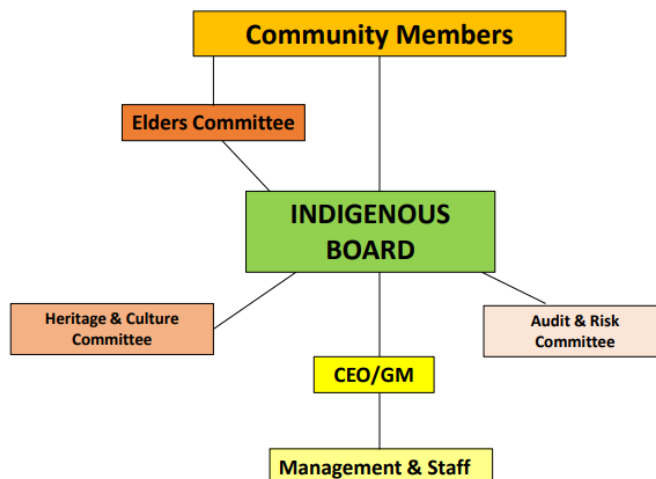 Community Members
Elders Committee
INDIGENOUS
BOARD
Heritage & Culture
Committee
Audit & Risk
Committee
CEO/GM
Management & Staff